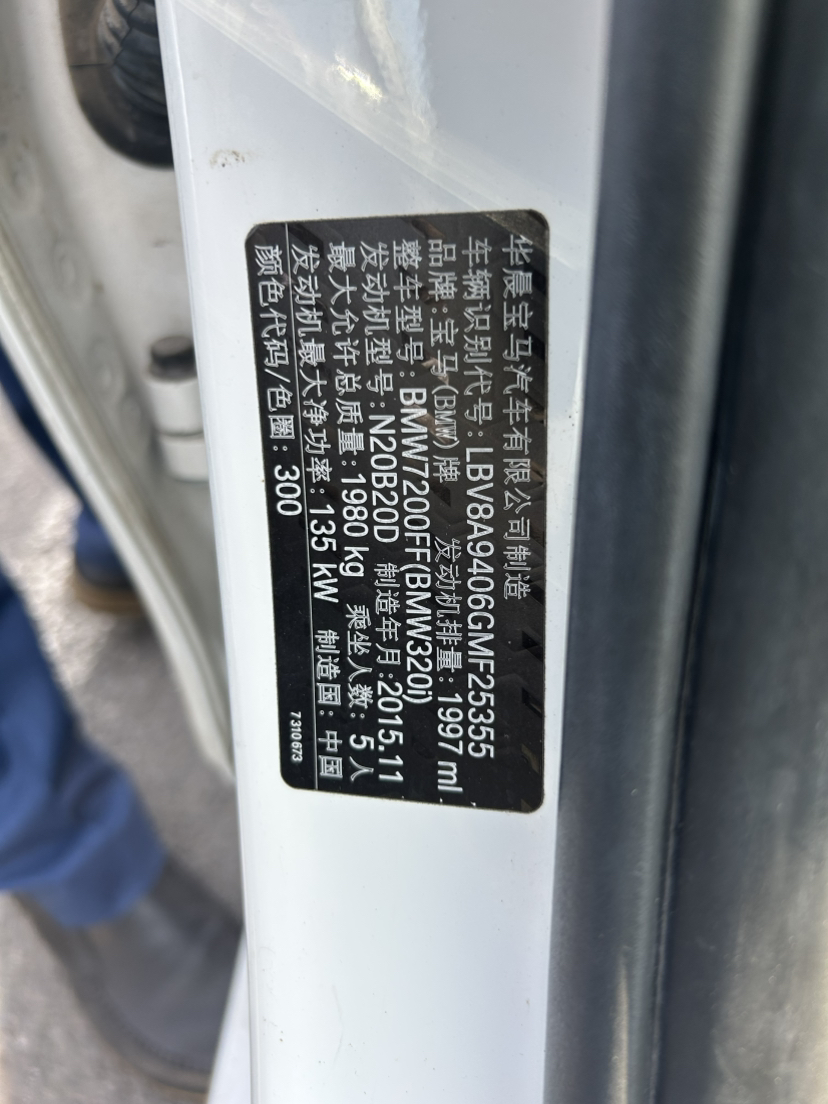 华晨宝马汽车有限公司制造
车辆识别代号: LBV8A9406GMF25355
品牌: 宝马(BMW)牌 发动机排量: 1997 ml
整车型号: BMW7200FF(BMW320i)
发动机型号: N20B20D 制造年月: 2015.11
最大允许总质量: 1980 kg 乘坐人数: 5 人
发动机最大净功率: 135 kW 制造国: 中国
颜色代码/色圈: 300
7310673